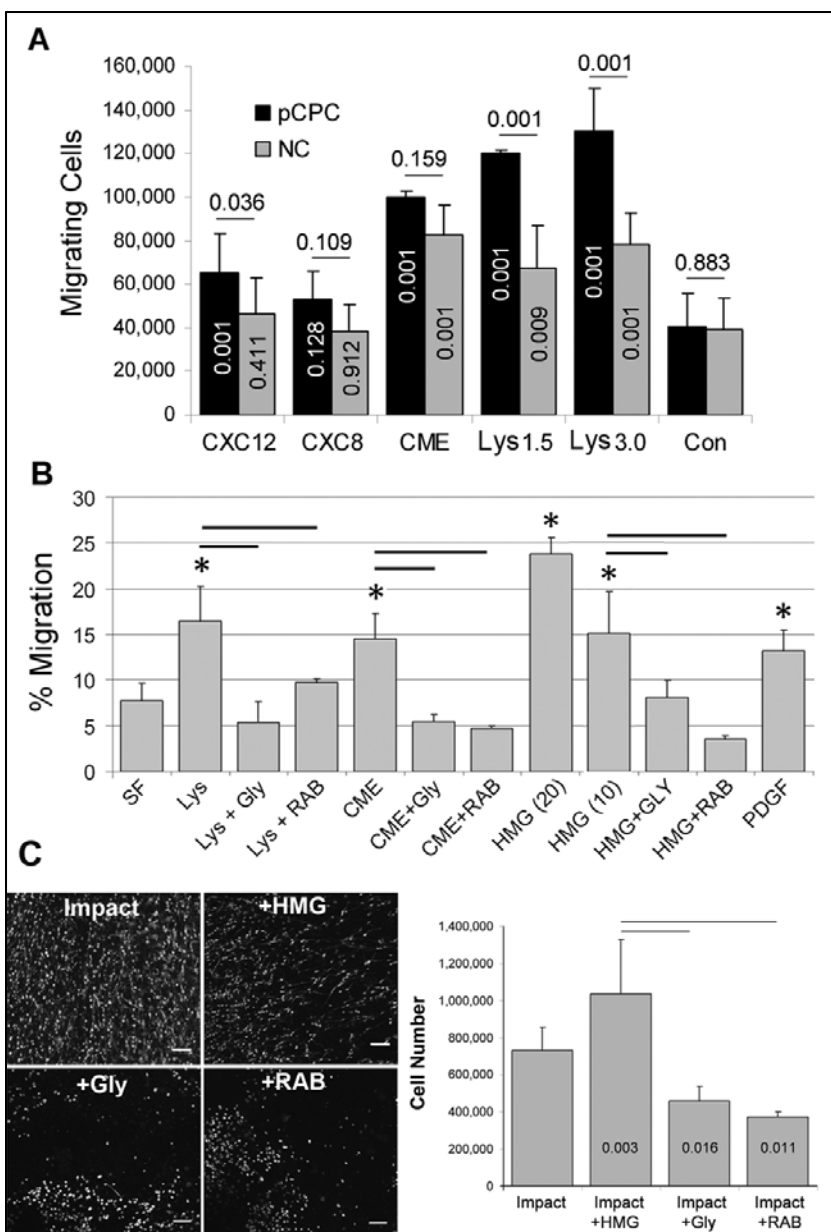 A
Migrating Cells
160,000
140,000
120,000
100,000
80,000
60,000
40,000
20,000
0
pCPC
NC
0.036
0.109
0.159
0.001
0.001
0.883
0.001
0.411
0.128
0.912
0.001
0.001
0.001
0.009
0.001
0.001
CXC12 CXC8 CME Lys 1.5 Lys 3.0 Con
B
% Migration
30
25
20
15
10
5
0
* * * * *
SF
Lys
Lys + Gly
Lys + RAB
CME
CME+Gly
CME+RAB
HMG (20)
HMG (10)
HMG+GLY
HMG+RAB
PDGF
C
Impact
+HMG
+Gly
+RAB
Cell Number
1,400,000
1,200,000
1,000,000
800,000
600,000
400,000
200,000
0
0.003
0.016
0.011
Impact
Impact +HMG
Impact +Gly
Impact +RAB